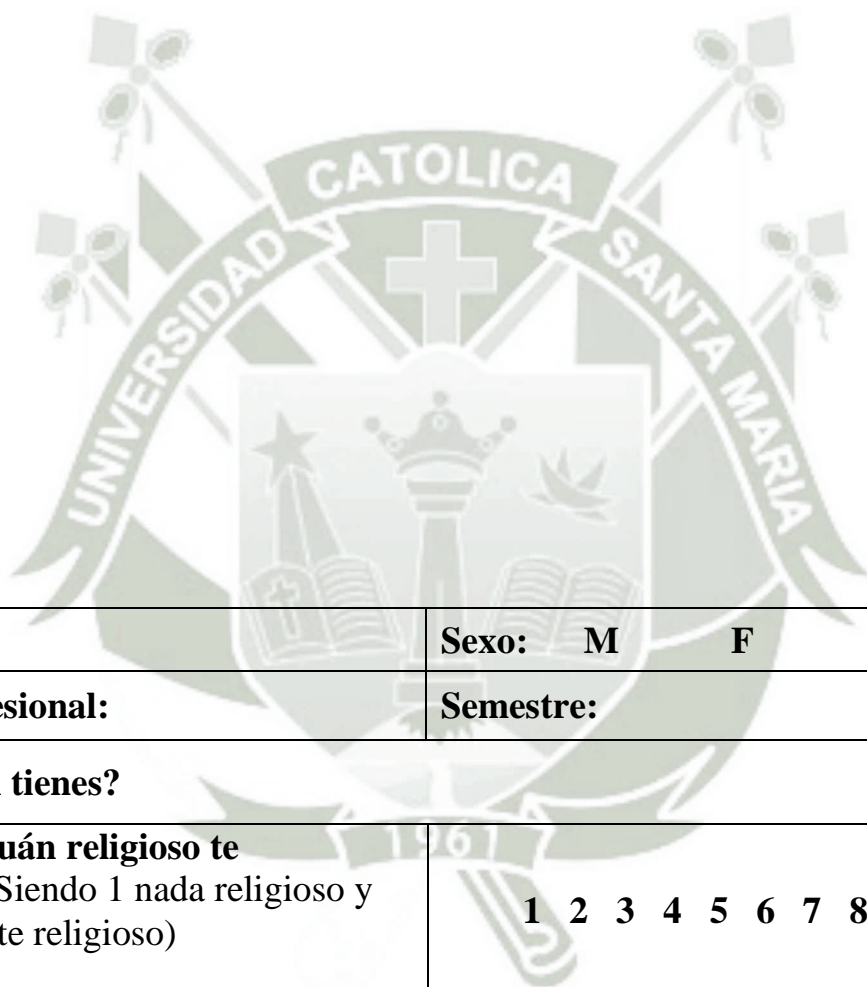 UNIVERSIDAD CATOLICA SANTA MARIA
Sexo: M F
esional:
Semestre:
tienes?
uán religioso te
Siendo 1 nada religioso y
te religioso)
1 2 3 4 5 6 7 8
1961